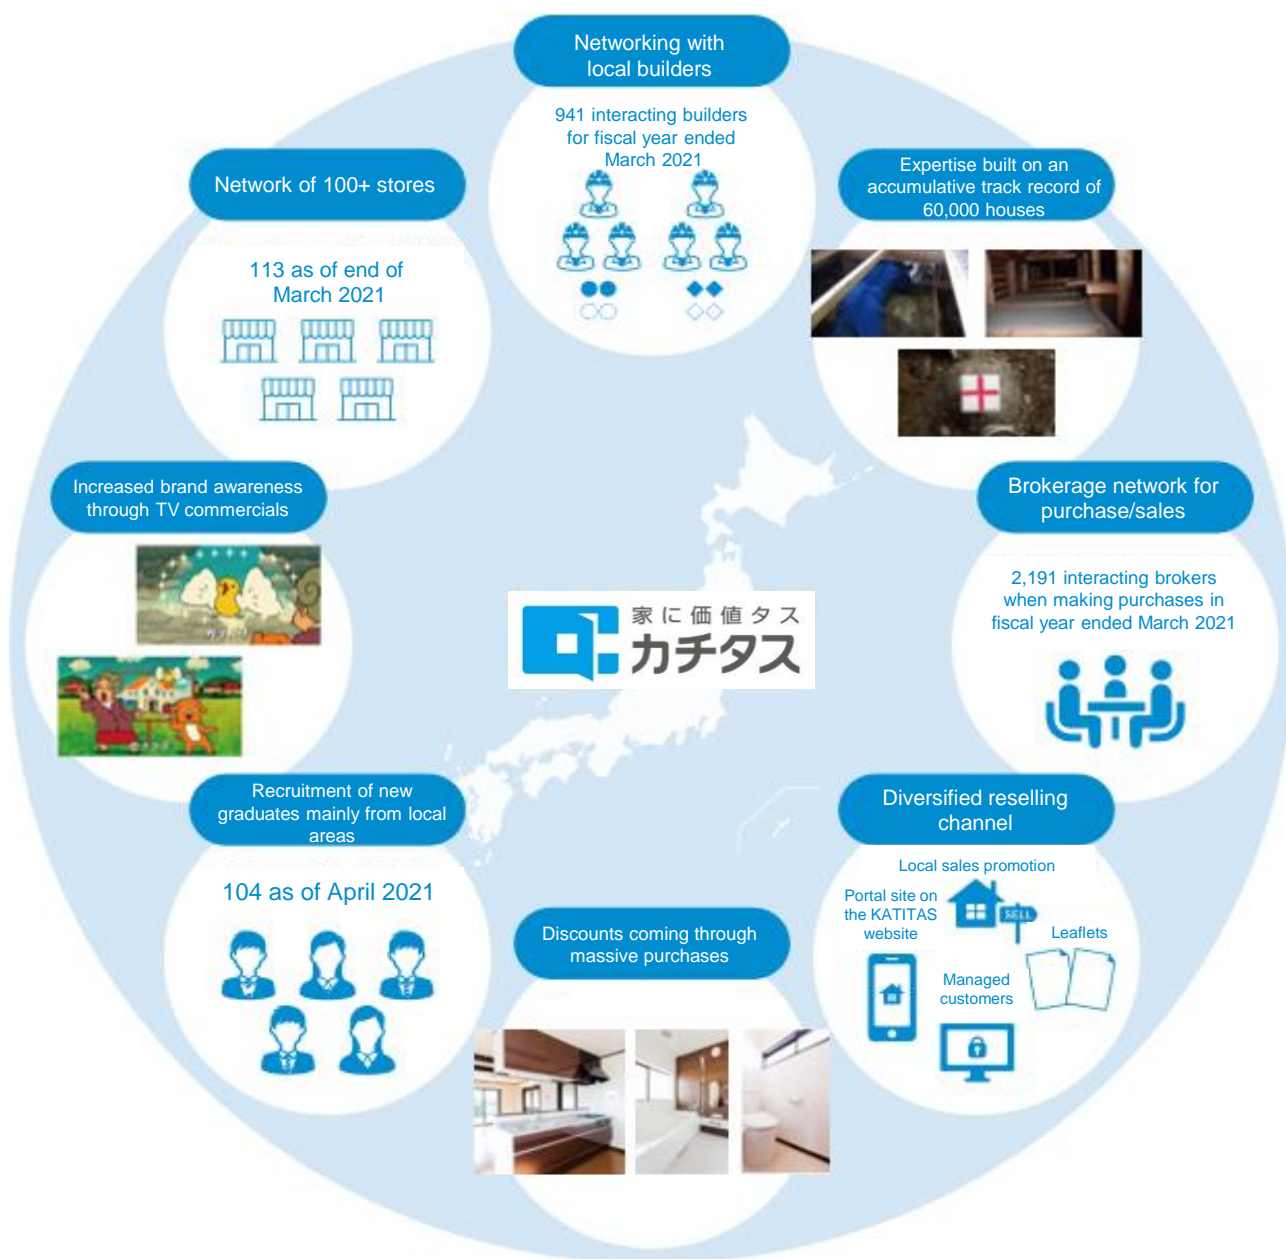 Networking with
local builders
941 interacting builders
for fiscal year ended
March 2021
Network of 100+ stores
113 as of end of
March 2021
Expertise built on an
accumulative track record of
60,000 houses
Increased brand awareness
through TV commercials
Brokerage network for
purchase/sales
2,191 interacting brokers
when making purchases in
fiscal year ended March 2021
家に価値タス
カチタス
Recruitment of new
graduates mainly from local
areas
104 as of April 2021
Diversified reselling
channel
Local sales promotion
Portal site on
the KATITAS
website
SELL
Leaflets
Managed
customers
Discounts coming through
massive purchases